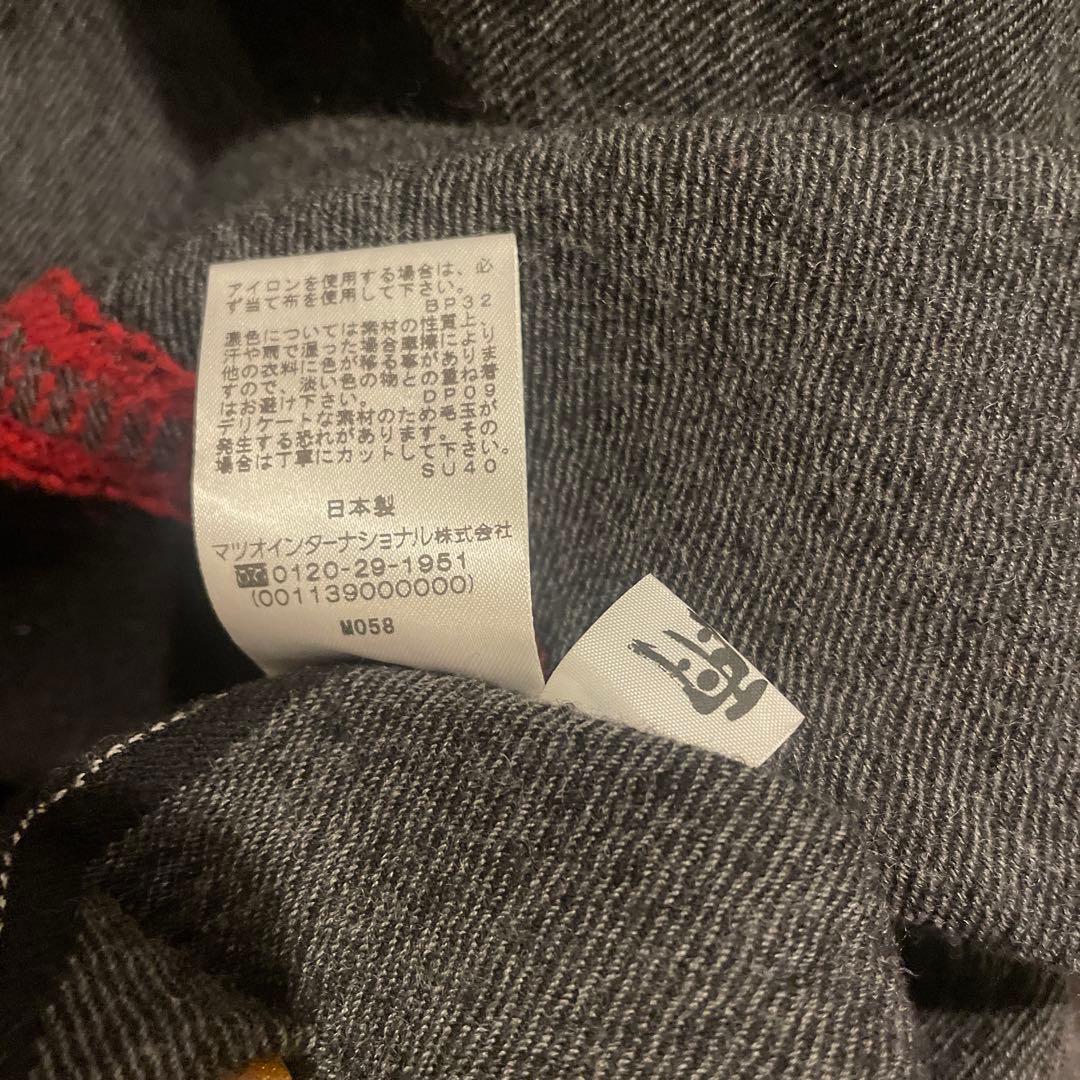 アイロンを使用する場合は、必
ず当て布を使用して下さい。
BP32
濃色については素材の性質上、
汗や雨で湿った場合摩擦により
他の衣料に色が移る事がありま
すので、淡い色の物との重ね着
はお避け下さい。 DP09
デリケートな素材のため毛玉が
発生する恐れがあります。その
場合は丁寧にカットして下さい。
SU40
日本製
マツオインターナショナル株式会社
0120-29-1951
(001139000000)
M058